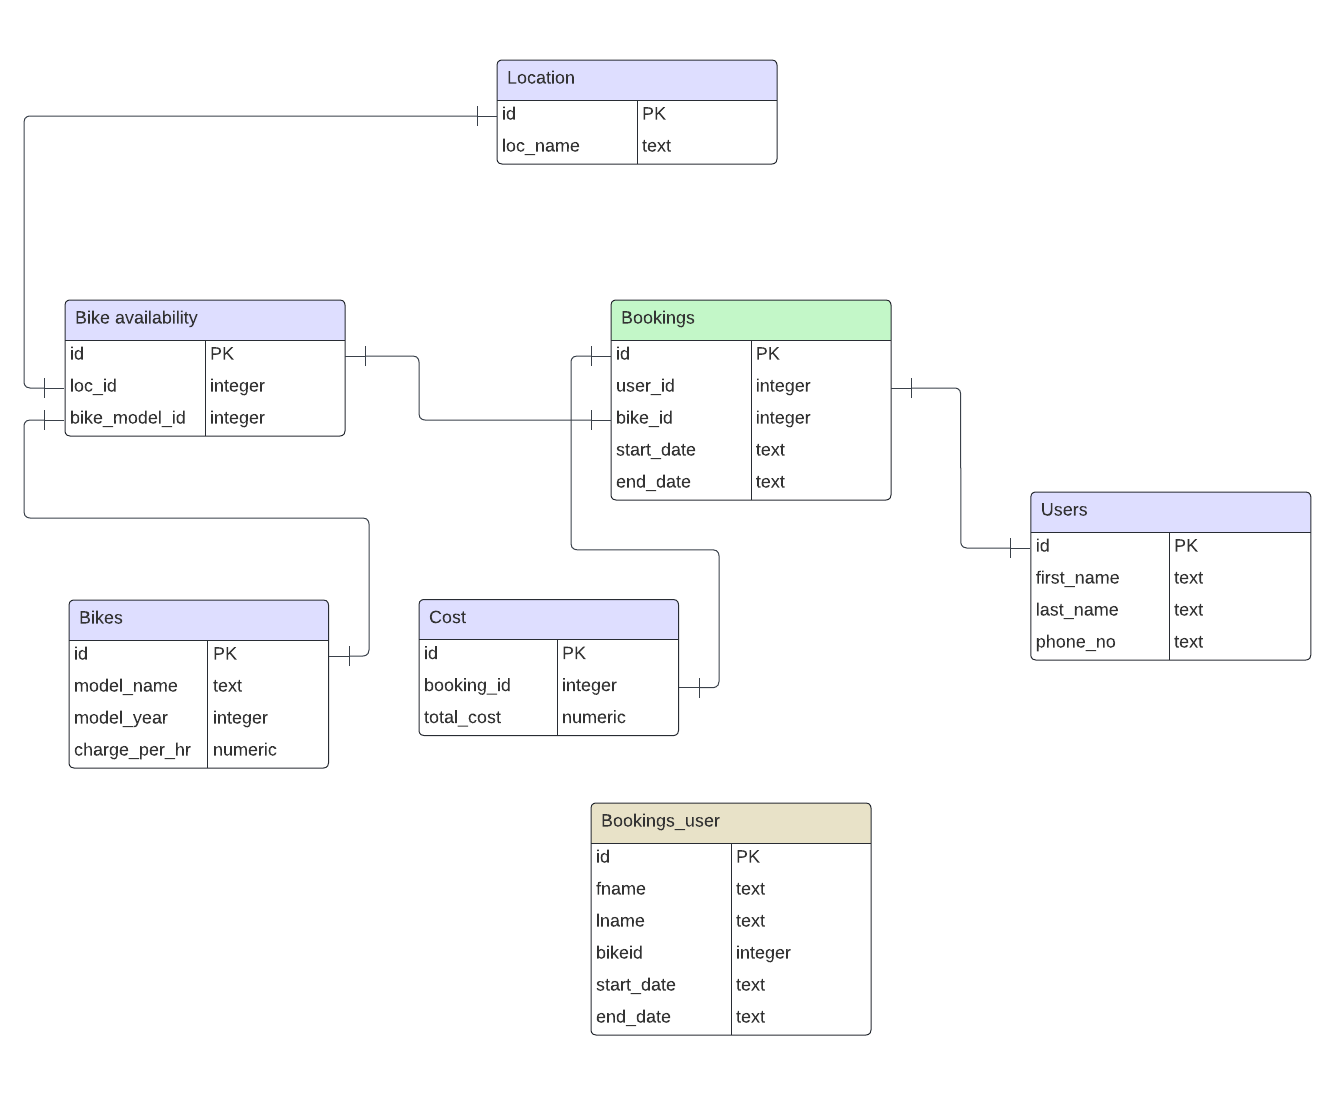 Location
id PK
loc_name text
Bike availability
id PK
loc_id integer
bike_model_id integer
Bookings
id PK
user_id integer
bike_id integer
start_date text
end_date text
Users
id PK
first_name text
last_name text
phone_no text
Bikes
id PK
model_name text
model_year integer
charge_per_hr numeric
Cost
id PK
booking_id integer
total_cost numeric
Bookings_user
id PK
fname text
lname text
bikeid integer
start_date text
end_date text